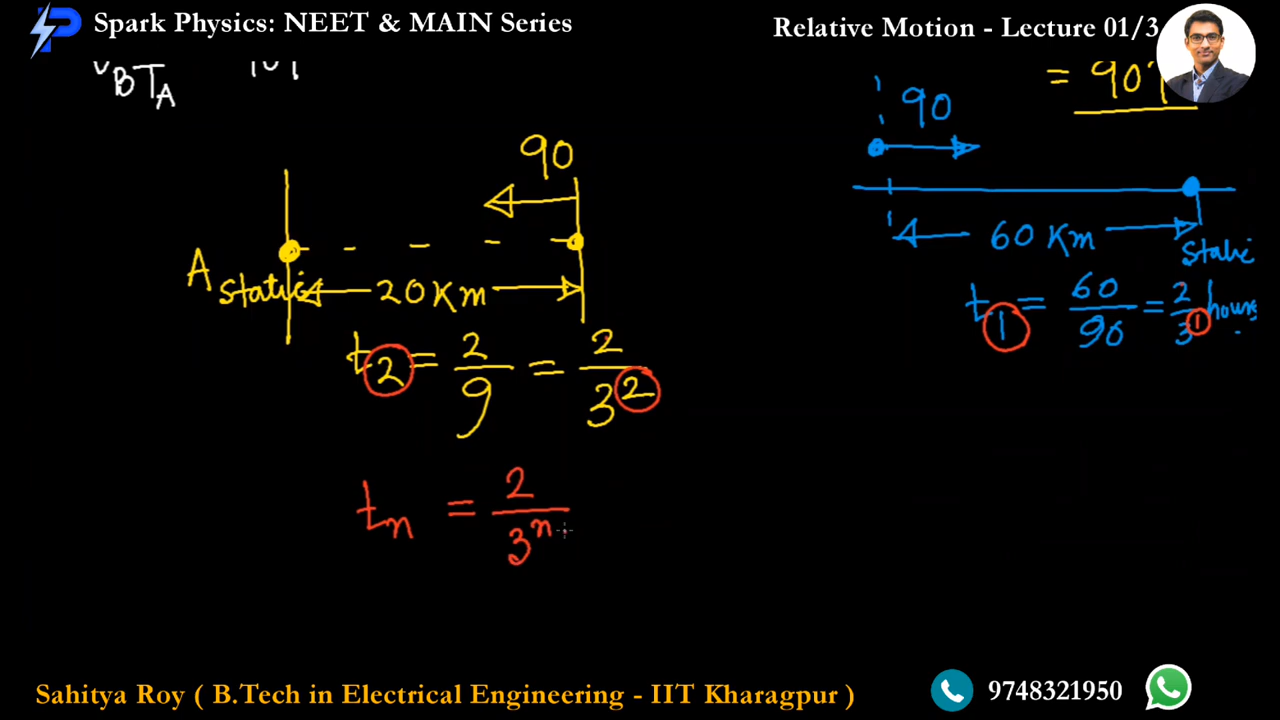 Spark Physics: NEET & MAIN Series
Relative Motion - Lecture 01/3
BTA
= 90
90
90
60 Km
A static
20 Km
static
t1 = 60/90 = 2/3^1 hours
t2 = 2/9 = 2/3^2
tn = 2/3^n
Sahitya Roy ( B.Tech in Electrical Engineering - IIT Kharagpur )
9748321950